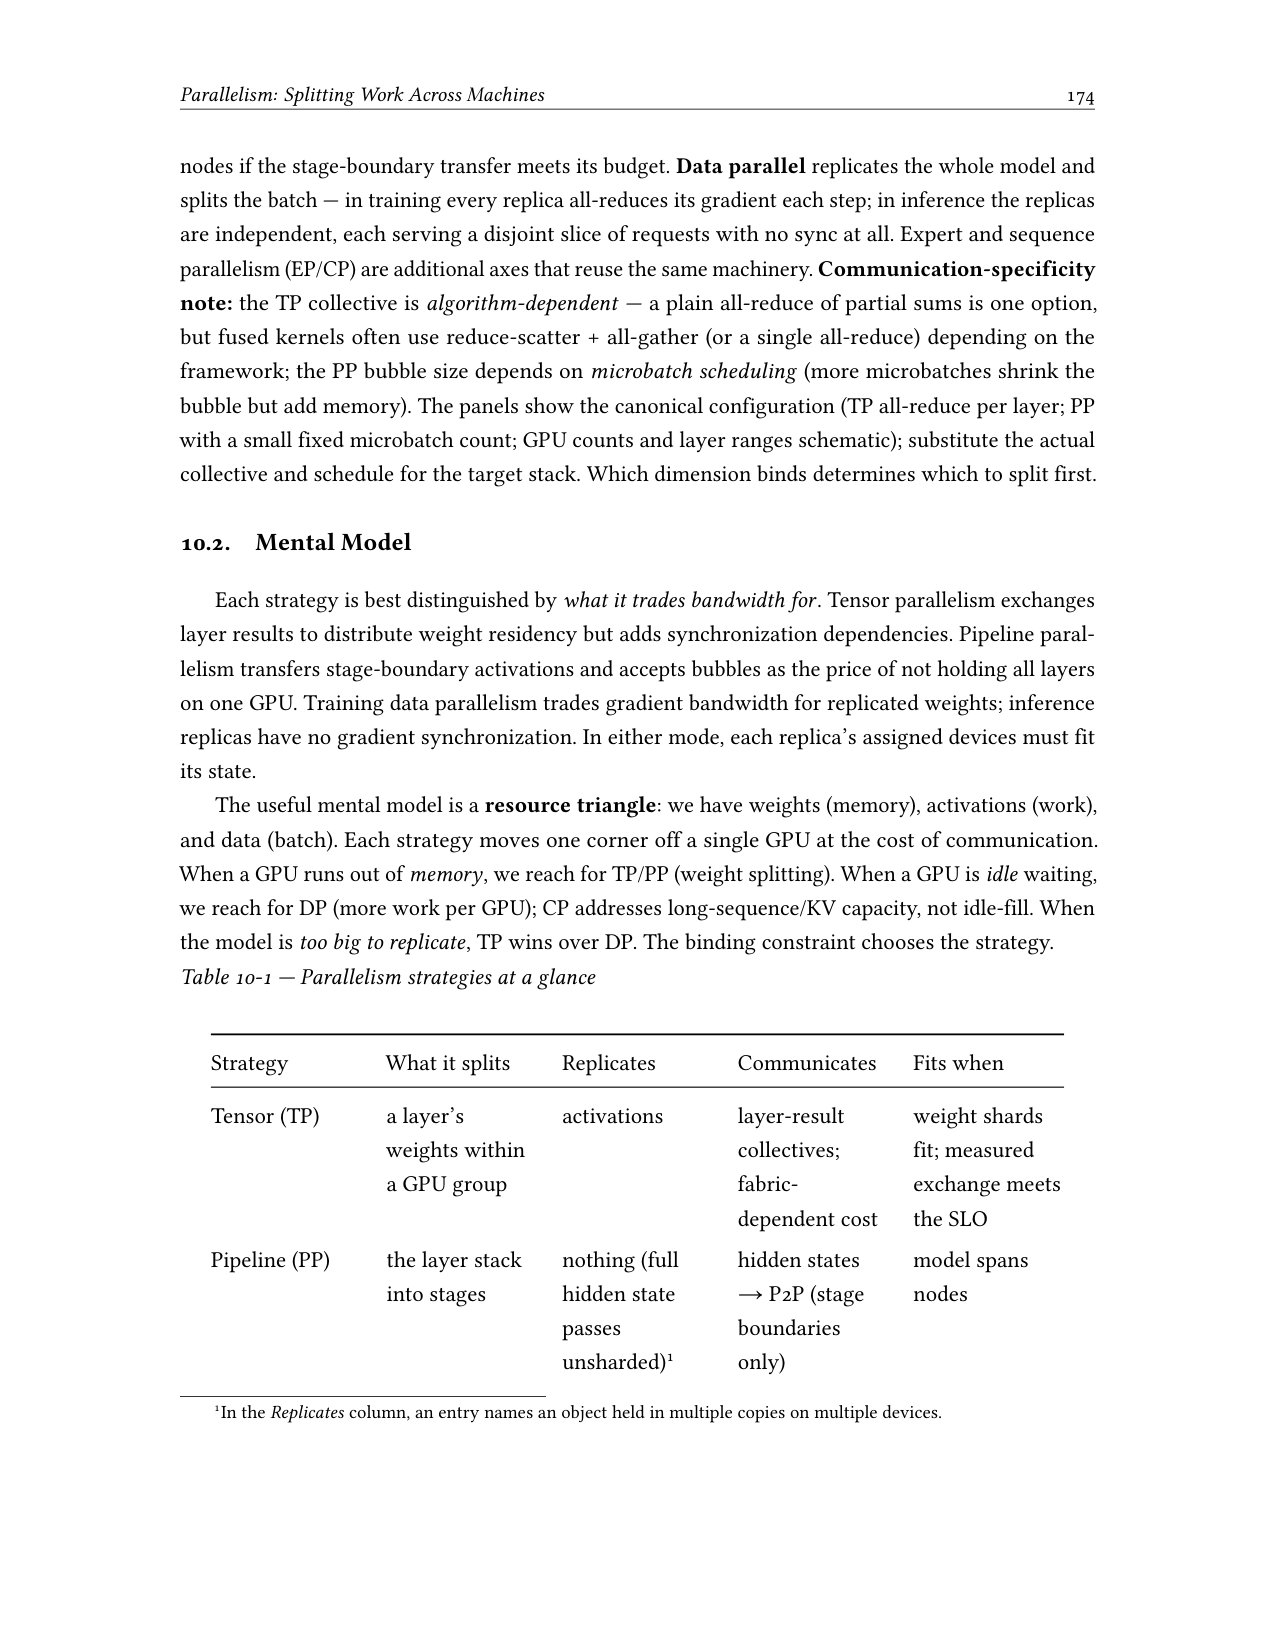 Parallelism: Splitting Work Across Machines 174
nodes if the stage-boundary transfer meets its budget. Data parallel replicates the whole model and
splits the batch — in training every replica all-reduces its gradient each step; in inference the replicas
are independent, each serving a disjoint slice of requests with no sync at all. Expert and sequence
parallelism (EP/CP) are additional axes that reuse the same machinery. Communication-specificity
note: the TP collective is algorithm-dependent — a plain all-reduce of partial sums is one option,
but fused kernels often use reduce-scatter + all-gather (or a single all-reduce) depending on the
framework; the PP bubble size depends on microbatch scheduling (more microbatches shrink the
bubble but add memory). The panels show the canonical configuration (TP all-reduce per layer; PP
with a small fixed microbatch count; GPU counts and layer ranges schematic); substitute the actual
collective and schedule for the target stack. Which dimension binds determines which to split first.
10.2. Mental Model
Each strategy is best distinguished by what it trades bandwidth for. Tensor parallelism exchanges
layer results to distribute weight residency but adds synchronization dependencies. Pipeline paral-
lelism transfers stage-boundary activations and accepts bubbles as the price of not holding all layers
on one GPU. Training data parallelism trades gradient bandwidth for replicated weights; inference
replicas have no gradient synchronization. In either mode, each replica’s assigned devices must fit
its state.
The useful mental model is a resource triangle: we have weights (memory), activations (work),
and data (batch). Each strategy moves one corner off a single GPU at the cost of communication.
When a GPU runs out of memory, we reach for TP/PP (weight splitting). When a GPU is idle waiting,
we reach for DP (more work per GPU); CP addresses long-sequence/KV capacity, not idle-fill. When
the model is too big to replicate, TP wins over DP. The binding constraint chooses the strategy.
Table 10-1 — Parallelism strategies at a glance
Strategy What it splits Replicates Communicates Fits when
Tensor (TP) a layer’s activations layer-result weight shards
weights within collectives; fit; measured
a GPU group fabric- exchange meets
dependent cost the SLO
Pipeline (PP) the layer stack nothing (full hidden states model spans
into stages hidden state → P2P (stage nodes
passes boundaries
unsharded)¹ only)
¹In the Replicates column, an entry names an object held in multiple copies on multiple devices.